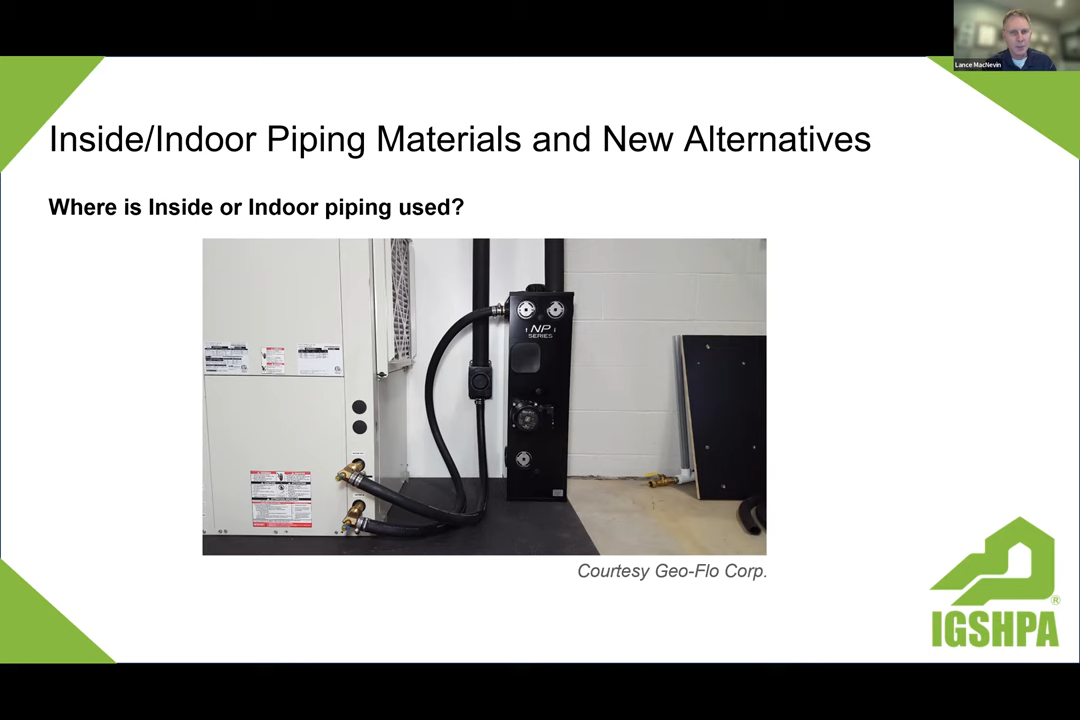 Lance MacNevin
Inside/Indoor Piping Materials and New Alternatives
Where is Inside or Indoor piping used?
NP
SERIES
Courtesy Geo-Flo Corp.
IGSHPA